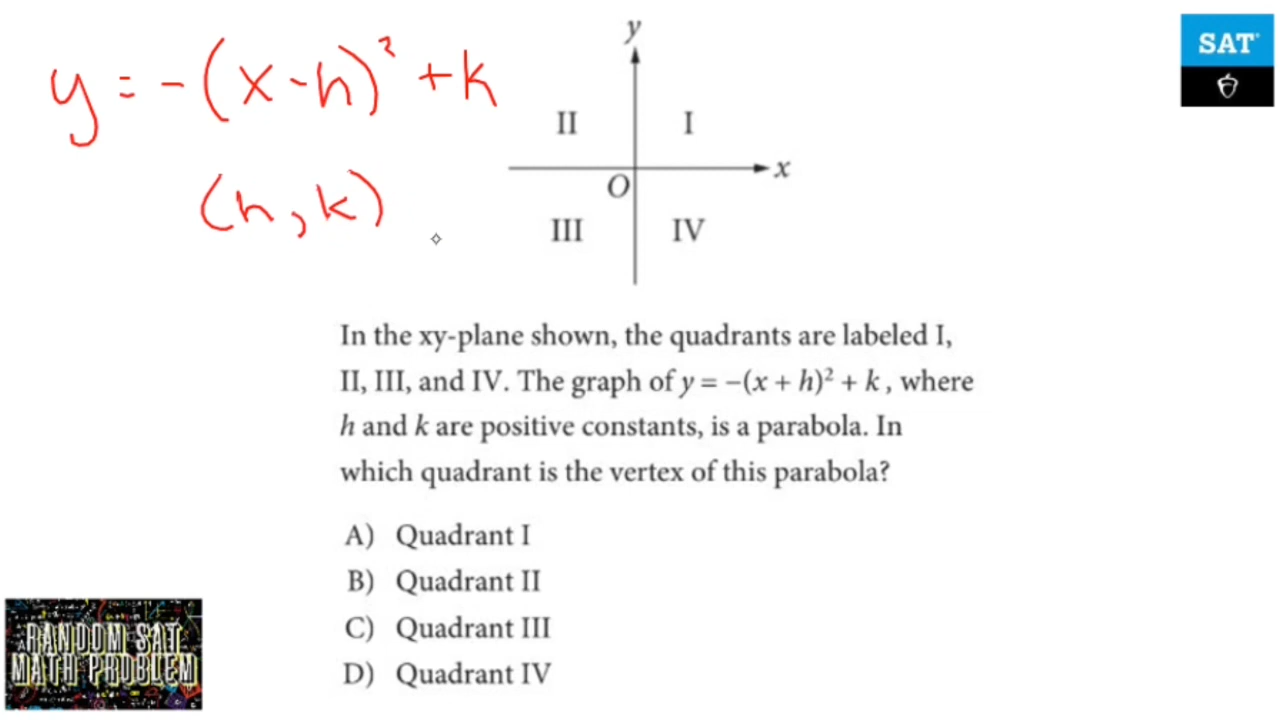 y = -(x-h)² + k
(h, k)
y
II
I
x
O
III
IV
SAT
In the xy-plane shown, the quadrants are labeled I,
II, III, and IV. The graph of y = −(x + h)² + k, where
h and k are positive constants, is a parabola. In
which quadrant is the vertex of this parabola?
A) Quadrant I
B) Quadrant II
C) Quadrant III
D) Quadrant IV
RANDOM SAT
MATH PROBLEM